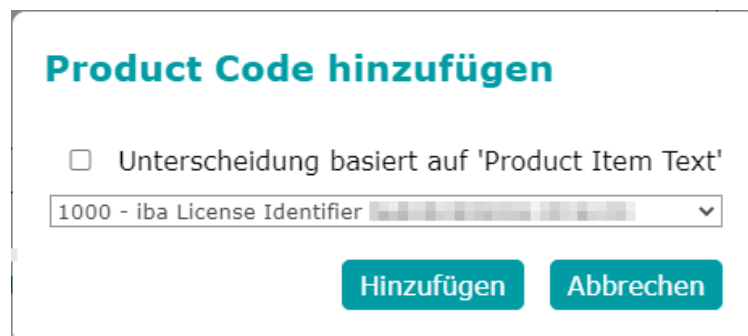 Product Code hinzufügen
Unterscheidung basiert auf 'Product Item Text'
1000 - iba License Identifier
Hinzufügen
Abbrechen